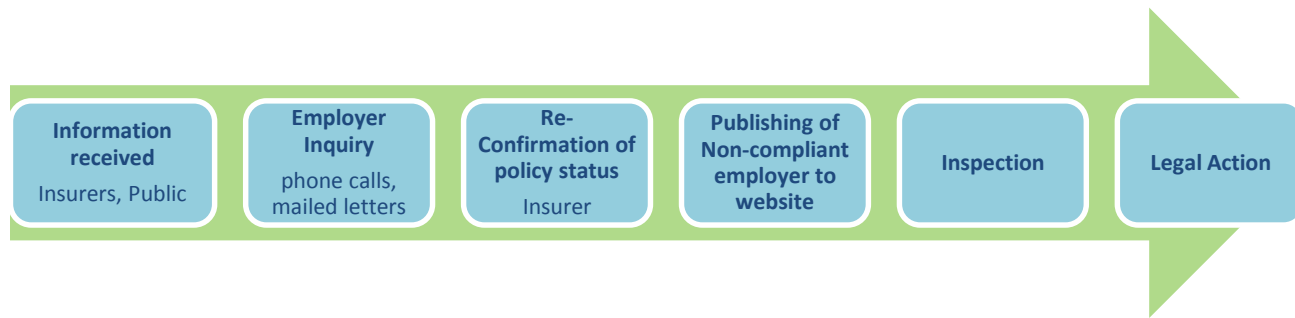 Information
received
Insurers, Public
Employer
Inquiry
phone calls,
mailed letters
Re-
Confirmation of
policy status
Insurer
Publishing of
Non-compliant
employer to
website
Inspection
Legal Action